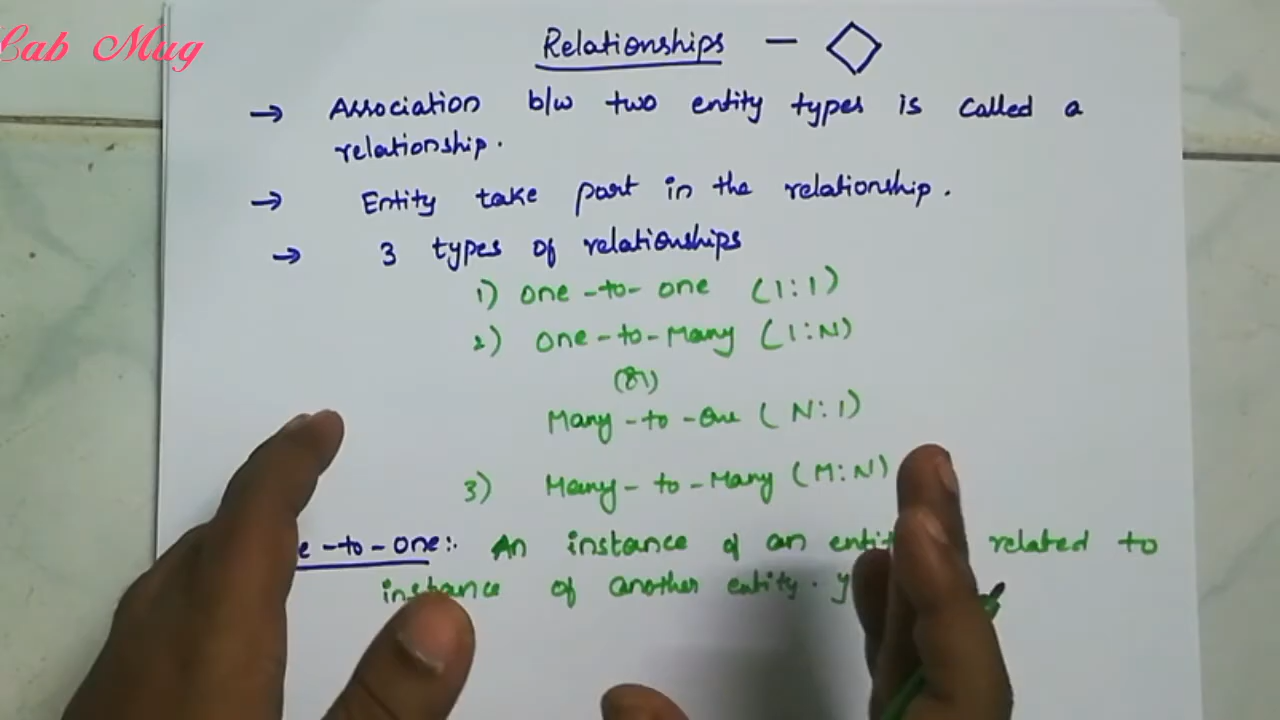 Cab Mug
Relationships —
→ Association b/w two entity types is called a
relationship.
→ Entity take part in the relationship.
→ 3 types of relationships
1) One-to-one (1:1)
2) One-to-Many (1:N)
(or)
Many-to-One (N:1)
3) Many-to-Many (M:N)
e-to-one:. An instance of an entit related to
instance of another entity.